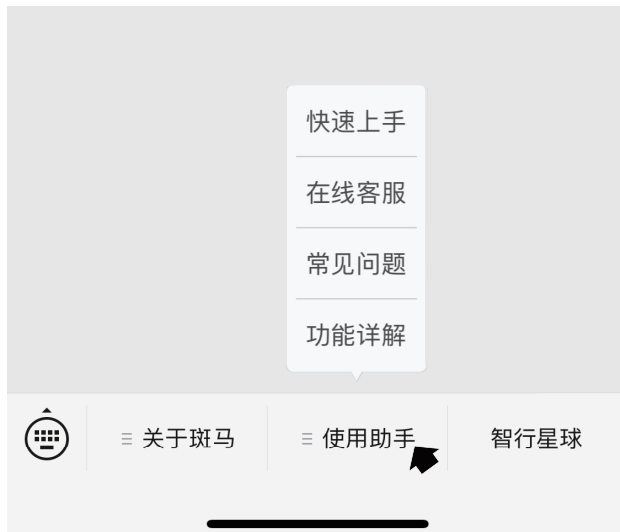 快速上手
在线客服
常见问题
功能详解
关于斑马
使用助手
智行星球